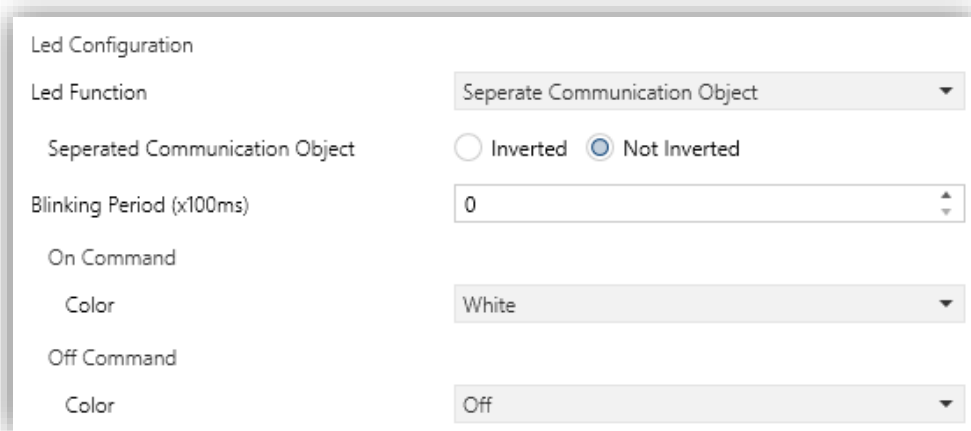 Led Configuration
Led Function Seperate Communication Object
Seperated Communication Object Inverted Not Inverted
Blinking Period (x100ms) 0
On Command
Color White
Off Command
Color Off